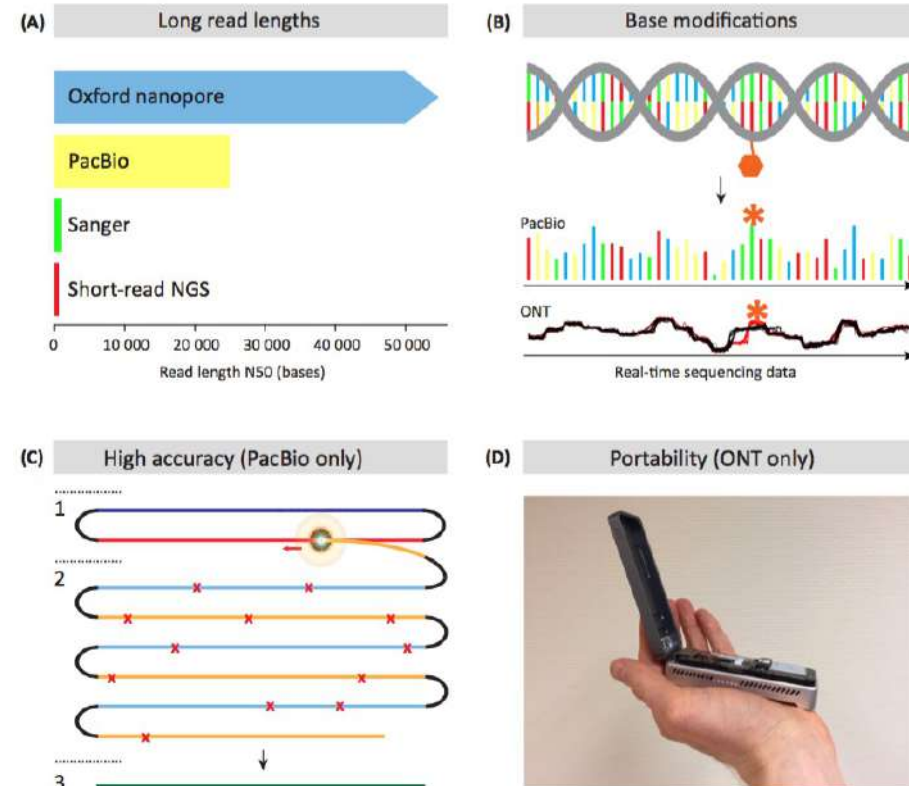 (A) Long read lengths
Oxford nanopore
PacBio
Sanger
Short-read NGS
0 10 000 20 000 30 000 40 000 50 000
Read length N50 (bases)
(B) Base modifications
PacBio
ONT
Real-time sequencing data
(C) High accuracy (PacBio only)
1
2
3
(D) Portability (ONT only)